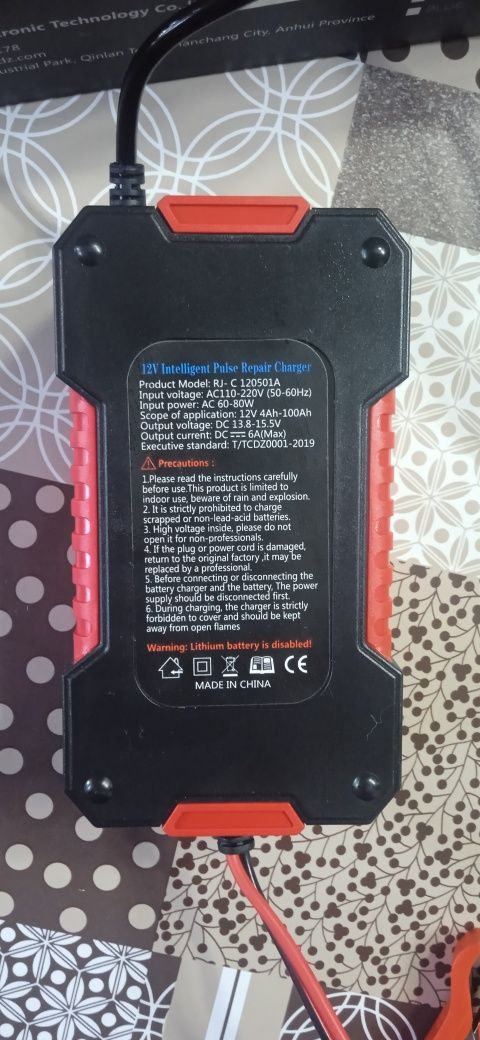 ronic Technology Co.
178
dz.com
ustrial Park, Qinlan
anchang City, Anhui Province
BLUE
12V Intelligent Pulse Repair Charger
Product Model: RJ- C 120501A
Input voltage: AC110-220V (50-60Hz)
Input power: AC 60-80W
Scope of application: 12V 4Ah-100Ah
Output voltage: DC 13.8-15.5V
Output current: DC 6A(Max)
Executive standard: T/TCDZ0001-2019
Precautions :
1.Please read the instructions carefully
before use.This product is limited to
indoor use, beware of rain and explosion.
2. It is strictly prohibited to charge
scrapped or non-lead-acid batteries.
3. High voltage inside, please do not
open it for non-professionals.
4. If the plug or power cord is damaged,
return to the original factory ,it may be
replaced by a professional.
5. Before connecting or disconnecting the
battery charger and the battery, The power
supply should be disconnected first.
6. During charging, the charger is strictly
forbidden to cover and should be kept
away from open flames
Warning: Lithium battery is disabled!
CE
MADE IN CHINA